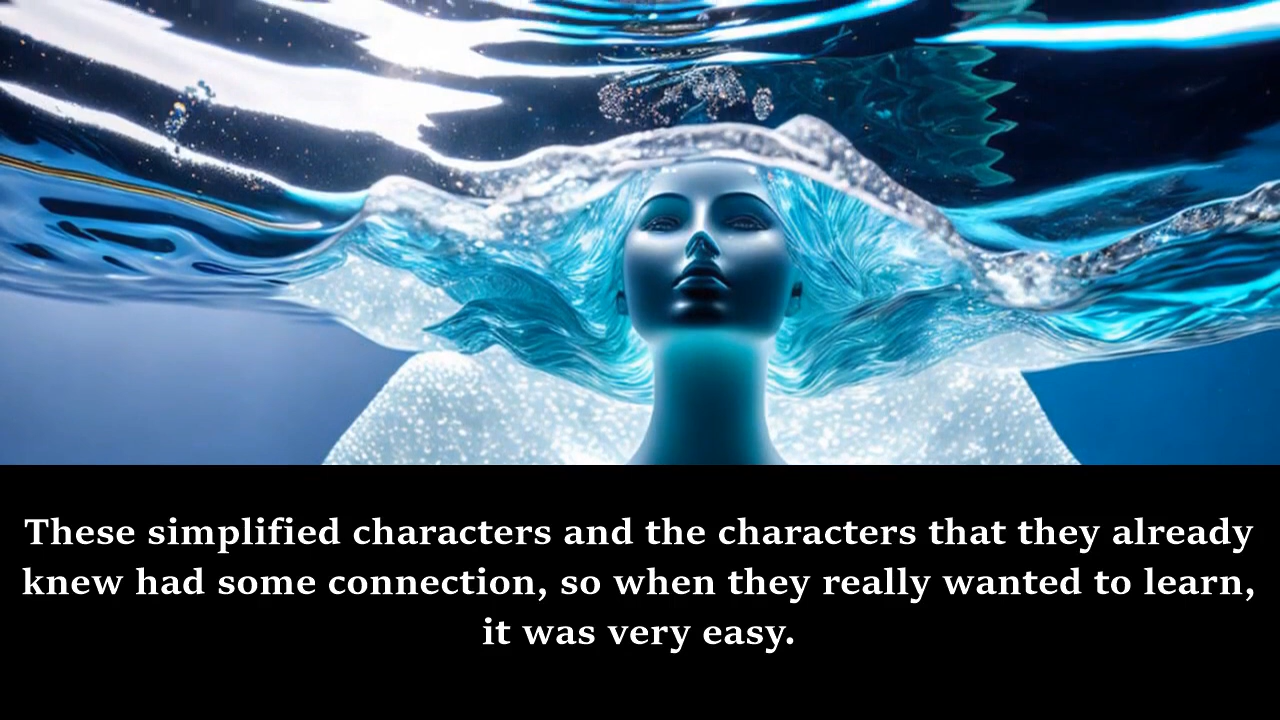 These simplified characters and the characters that they already
knew had some connection, so when they really wanted to learn,
it was very easy.